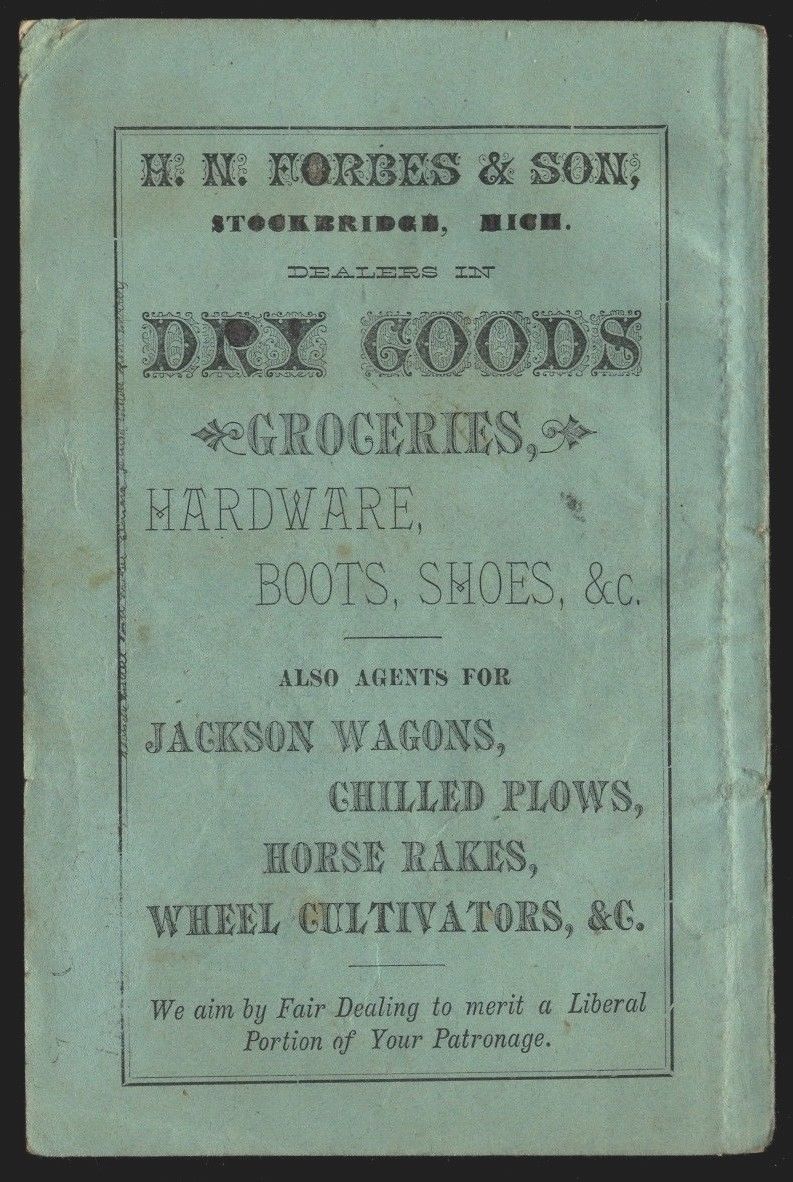 H. N. FORBES & SON,
STOCKBRIDGE, MICH.
DEALERS IN
DRY GOODS
GROCERIES,
HARDWARE,
BOOTS, SHOES, &C.
ALSO AGENTS FOR
JACKSON WAGONS,
CHILLED PLOWS,
HORSE RAKES,
WHEEL CULTIVATORS, &C.
We aim by Fair Dealing to merit a Liberal
Portion of Your Patronage.